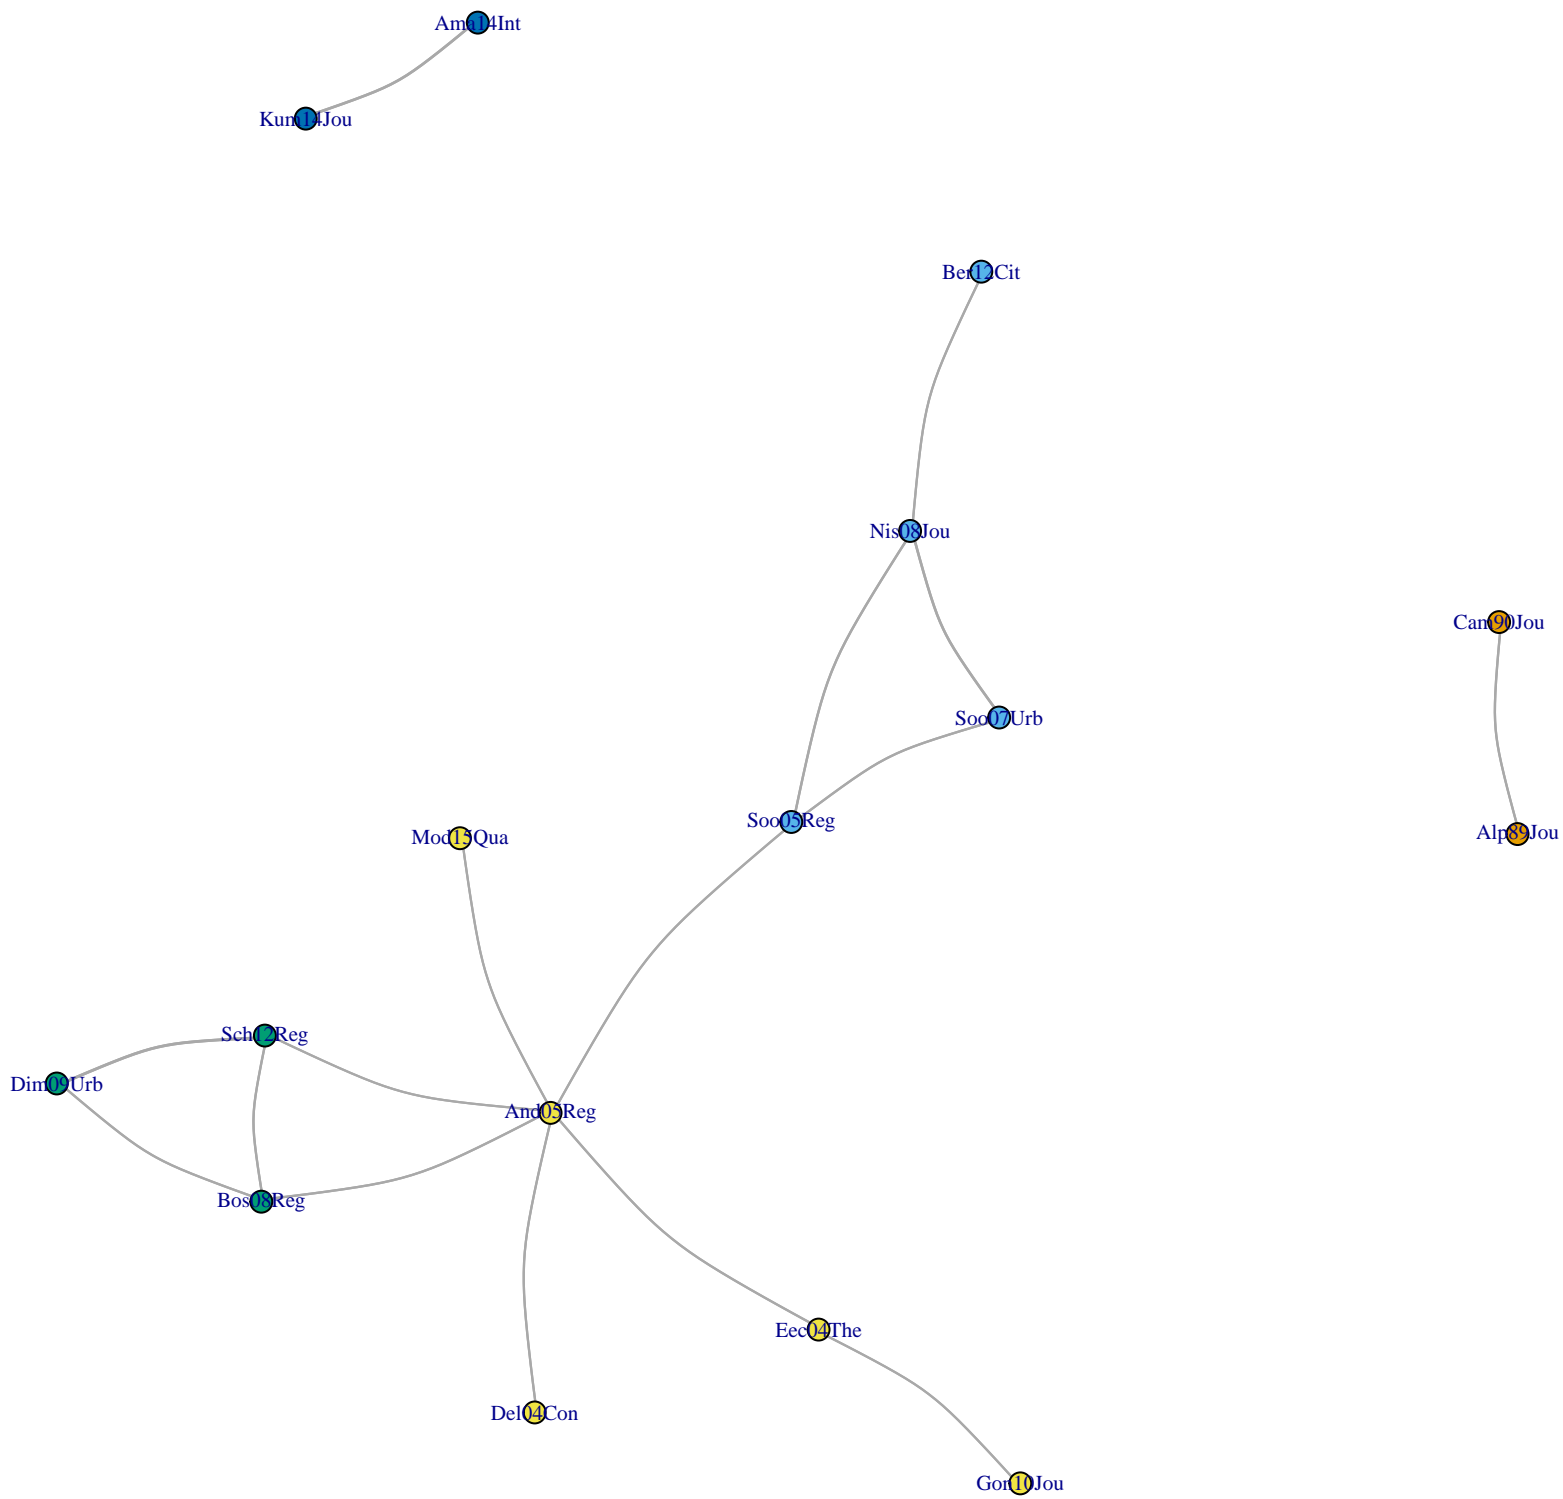 Ama14Int
Kum14Jou
Ber12Cit
Nis08Jou
Cam90Jou
Soo07Urb
Soo05Reg
Alp89Jou
Mod15Qua
Sch12Reg
Dim09Urb
And05Reg
Bos08Reg
Eec04The
Del04Con
Gon10Jou